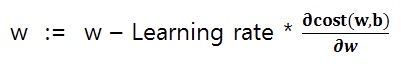 w := w – Learning rate * ∂cost(w,b)/∂w